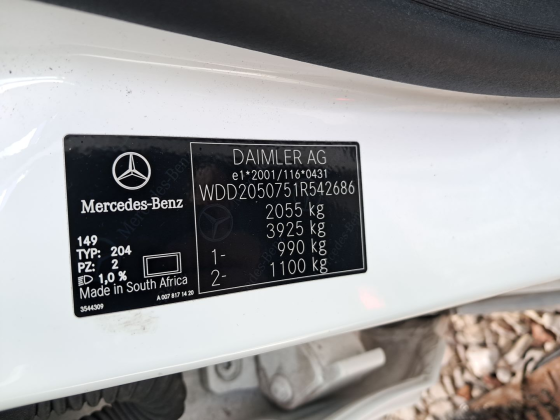 Mercedes-Benz
149
TYP: 204
PZ: 2
1,0 %
Made in South Africa
3544309
A 007 817 14 20
DAIMLER AG
e1*2001/116*0431
WDD2050751R542686
2055 kg
3925 kg
1- 990 kg
2- 1100 kg